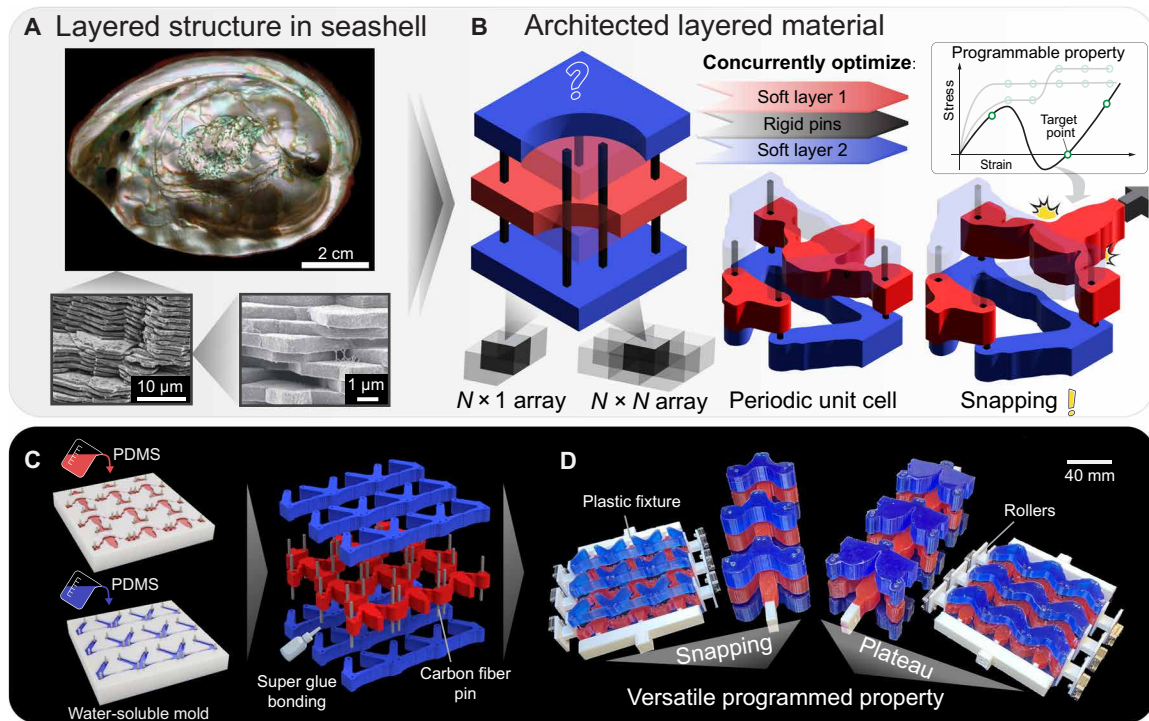 A Layered structure in seashell
2 cm
10 µm
1 µm
B Architected layered material
?
Concurrently optimize:
Soft layer 1
Rigid pins
Soft layer 2
Programmable property
Stress
Target
point
Strain
N × 1 array
N × N array
Periodic unit cell
Snapping !
C
PDMS
PDMS
Water-soluble mold
Super glue
bonding
Carbon fiber
pin
D
40 mm
Plastic fixture
Rollers
Snapping
Plateau
Versatile programmed property